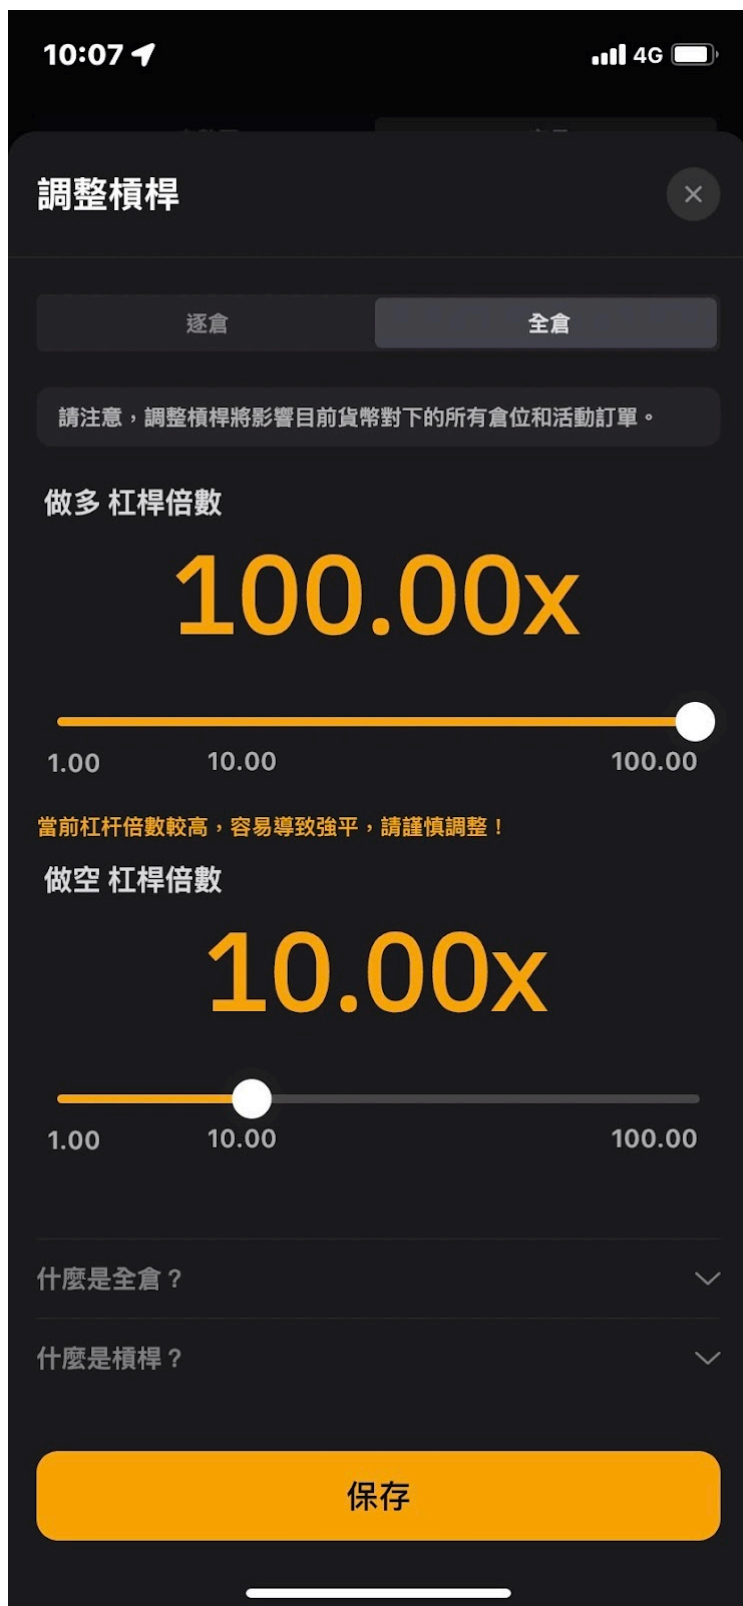 10:07
4G
調整槓桿
逐倉
全倉
請注意，調整槓桿將影響目前貨幣對下的所有倉位和活動訂單。
做多 杠桿倍數
100.00x
1.00 10.00 100.00
當前杠杆倍數較高，容易導致強平，請謹慎調整！
做空 杠桿倍數
10.00x
1.00 10.00 100.00
什麼是全倉？
什麼是槓桿？
保存